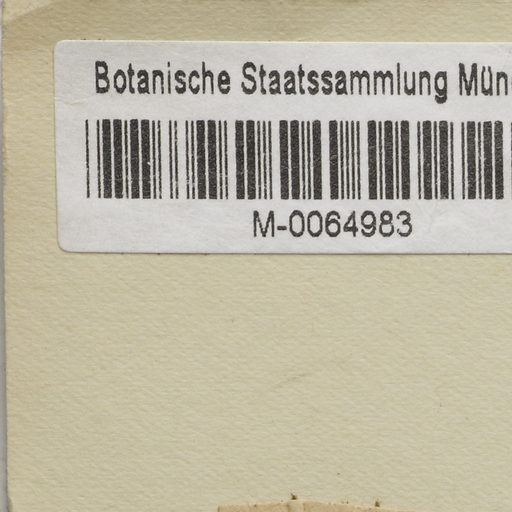 Botanische Staatssammlung Mün
M-0064983